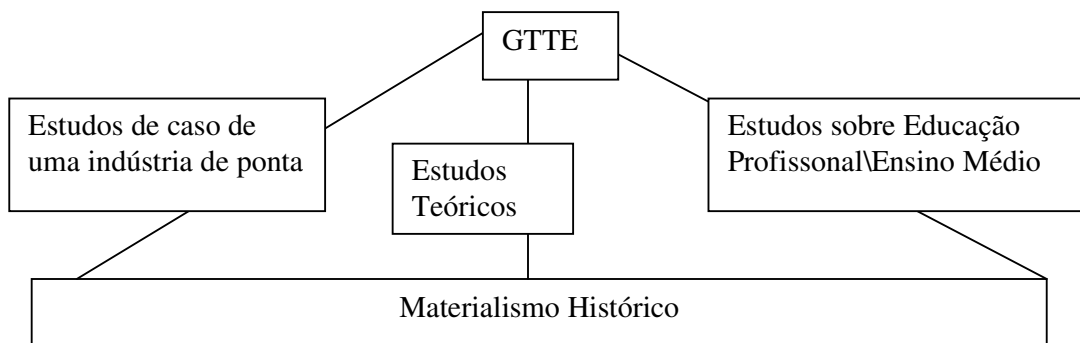 GTTE
Estudos de caso de
uma indústria de ponta
Estudos
Teóricos
Estudos sobre Educação
Profissonal\Ensino Médio
Materialismo Histórico